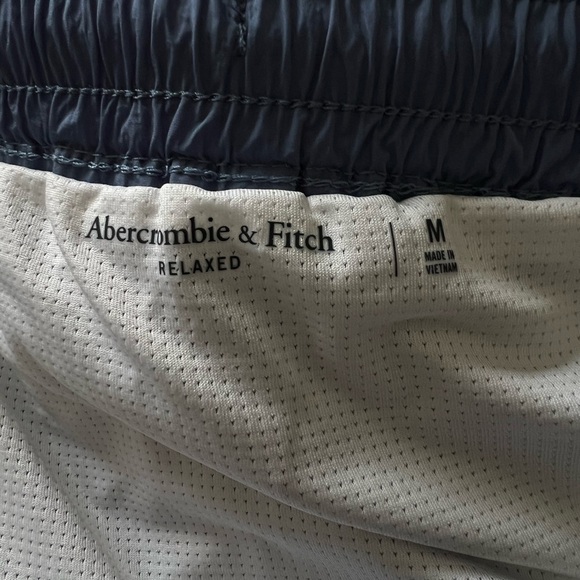 Abercrombie & Fitch
RELAXED
M
MADE IN
VIETNAM